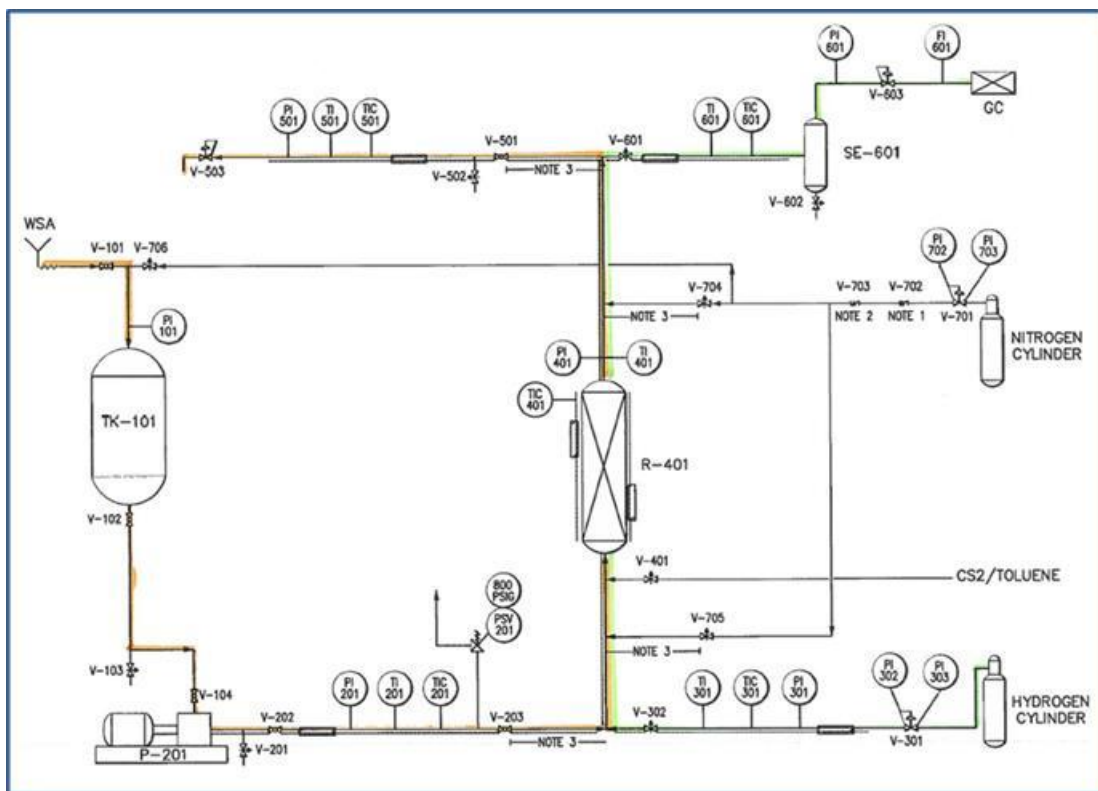 PI
601
FI
601
V-603
GC
PI
501
TI
501
TIC
501
V-501
V-601
TI
601
TIC
601
SE-601
V-503
V-502
NOTE 3
V-602
WSA
V-101
V-706
PI
702
PI
703
V-704
V-703
V-702
NOTE 3
NOTE 2
NOTE 1
V-701
PI
101
NITROGEN
CYLINDER
PI
401
TI
401
TIC
401
TK-101
R-401
V-102
V-401
CS2/TOLUENE
800
PSIG
PSV
201
V-705
NOTE 3
V-103
V-104
PI
201
TI
201
TIC
201
TI
301
TIC
301
PI
301
PI
302
PI
303
HYDROGEN
CYLINDER
V-202
V-203
V-302
V-301
V-201
NOTE 3
P-201